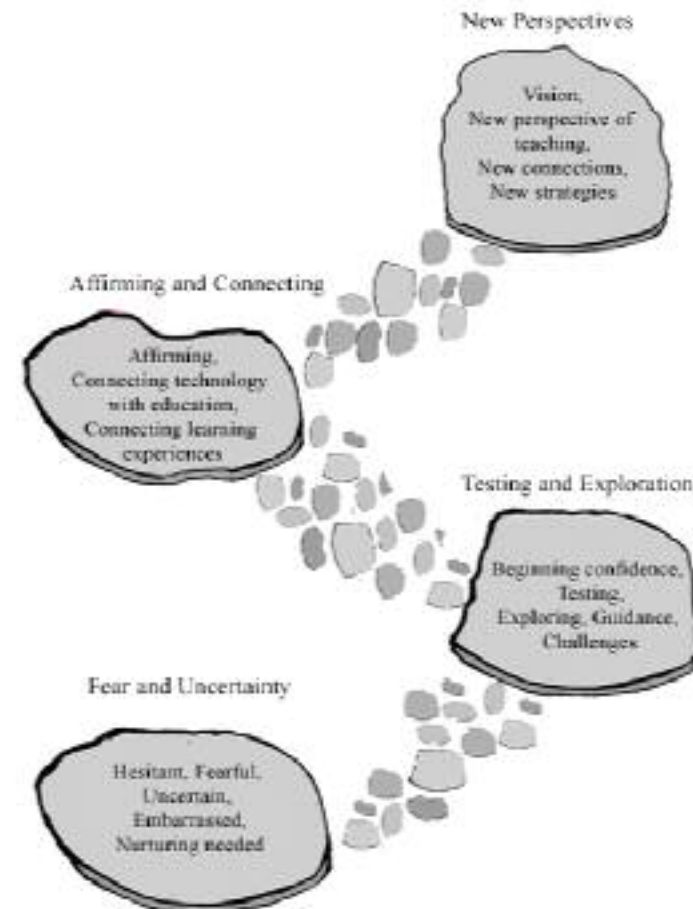 New Perspectives
Vision,
New perspective of
teaching,
New connections,
New strategies
Affirming and Connecting
Affirming,
Connecting technology
with education,
Connecting learning
experiences
Testing and Exploration
Beginning confidence,
Testing,
Exploring, Guidance,
Challenges
Fear and Uncertainty
Hesitant, Fearful,
Uncertain,
Embarrassed,
Nurturing needed